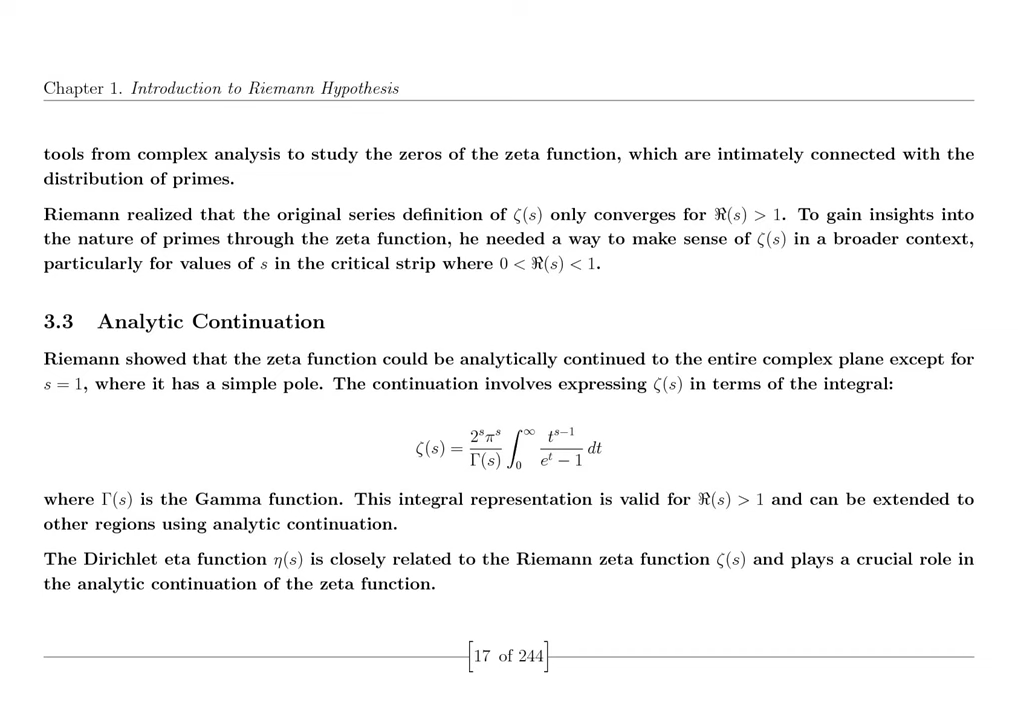 Chapter 1. Introduction to Riemann Hypothesis
tools from complex analysis to study the zeros of the zeta function, which are intimately connected with the
distribution of primes.
Riemann realized that the original series definition of ζ(s) only converges for ℜ(s) > 1. To gain insights into
the nature of primes through the zeta function, he needed a way to make sense of ζ(s) in a broader context,
particularly for values of s in the critical strip where 0 < ℜ(s) < 1.
3.3 Analytic Continuation
Riemann showed that the zeta function could be analytically continued to the entire complex plane except for
s = 1, where it has a simple pole. The continuation involves expressing ζ(s) in terms of the integral:
ζ(s) = \frac{2^s π^s}{Γ(s)} \int_0^∞ \frac{t^{s−1}}{e^t − 1} dt
where Γ(s) is the Gamma function. This integral representation is valid for ℜ(s) > 1 and can be extended to
other regions using analytic continuation.
The Dirichlet eta function η(s) is closely related to the Riemann zeta function ζ(s) and plays a crucial role in
the analytic continuation of the zeta function.
[17 of 244]